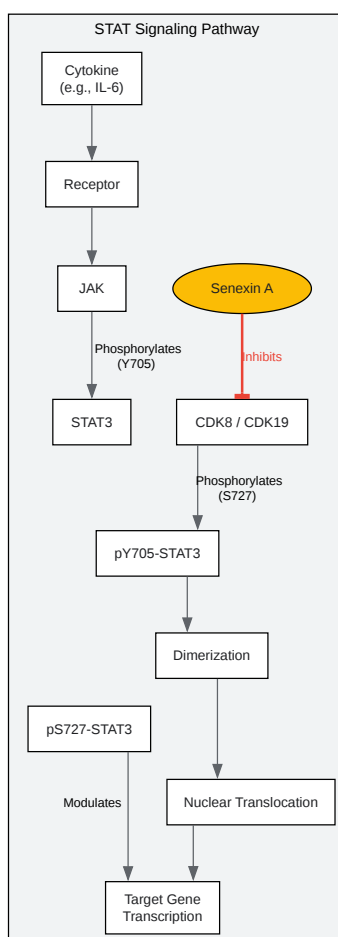 STAT Signaling Pathway
Cytokine
(e.g., IL-6)
Receptor
JAK
Senexin A
Phosphorylates
(Y705)
Inhibits
STAT3
CDK8 / CDK19
Phosphorylates
(S727)
pY705-STAT3
Dimerization
pS727-STAT3
Modulates
Nuclear Translocation
Target Gene
Transcription